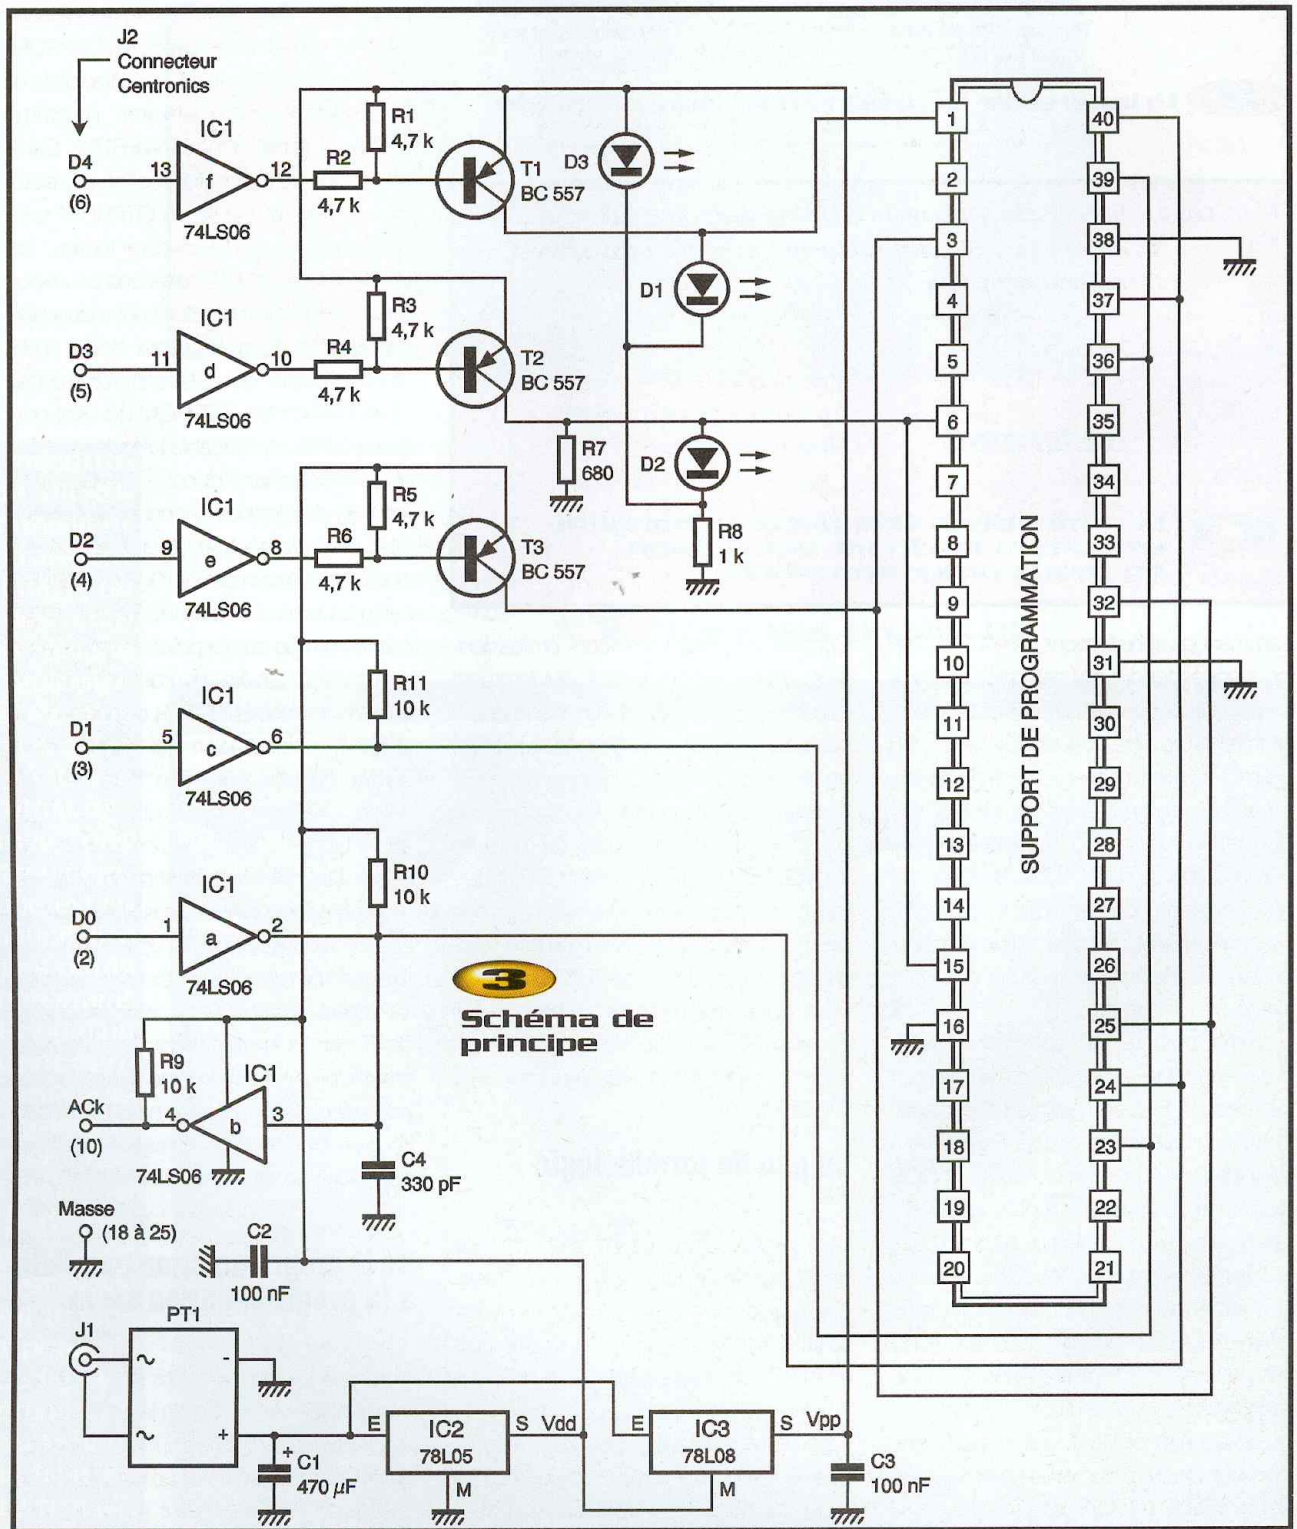 J2
Connecteur
Centronics
D4
(6)
13
IC1
f
12
74LS06
R2
4,7 k
R1
4,7 k
T1
BC 557
D3
D1
D3
(5)
11
IC1
d
10
74LS06
R4
4,7 k
R3
4,7 k
T2
BC 557
R7
680
D2
R8
1 k
D2
(4)
9
IC1
e
8
74LS06
R6
4,7 k
R5
4,7 k
T3
BC 557
D1
(3)
5
IC1
c
6
74LS06
R11
10 k
D0
(2)
1
IC1
a
2
74LS06
R10
10 k
3
Schéma de
principe
R9
10 k
ACk
(10)
4
IC1
b
3
74LS06
C4
330 pF
Masse
(18 à 25)
C2
100 nF
J1
PT1
~
-
~
+
+
C1
470 µF
E
IC2
78L05
S
M
Vdd
E
IC3
78L08
S
M
Vpp
C3
100 nF
SUPPORT DE PROGRAMMATION
1
2
3
4
5
6
7
8
9
10
11
12
13
14
15
16
17
18
19
20
40
39
38
37
36
35
34
33
32
31
30
29
28
27
26
25
24
23
22
21